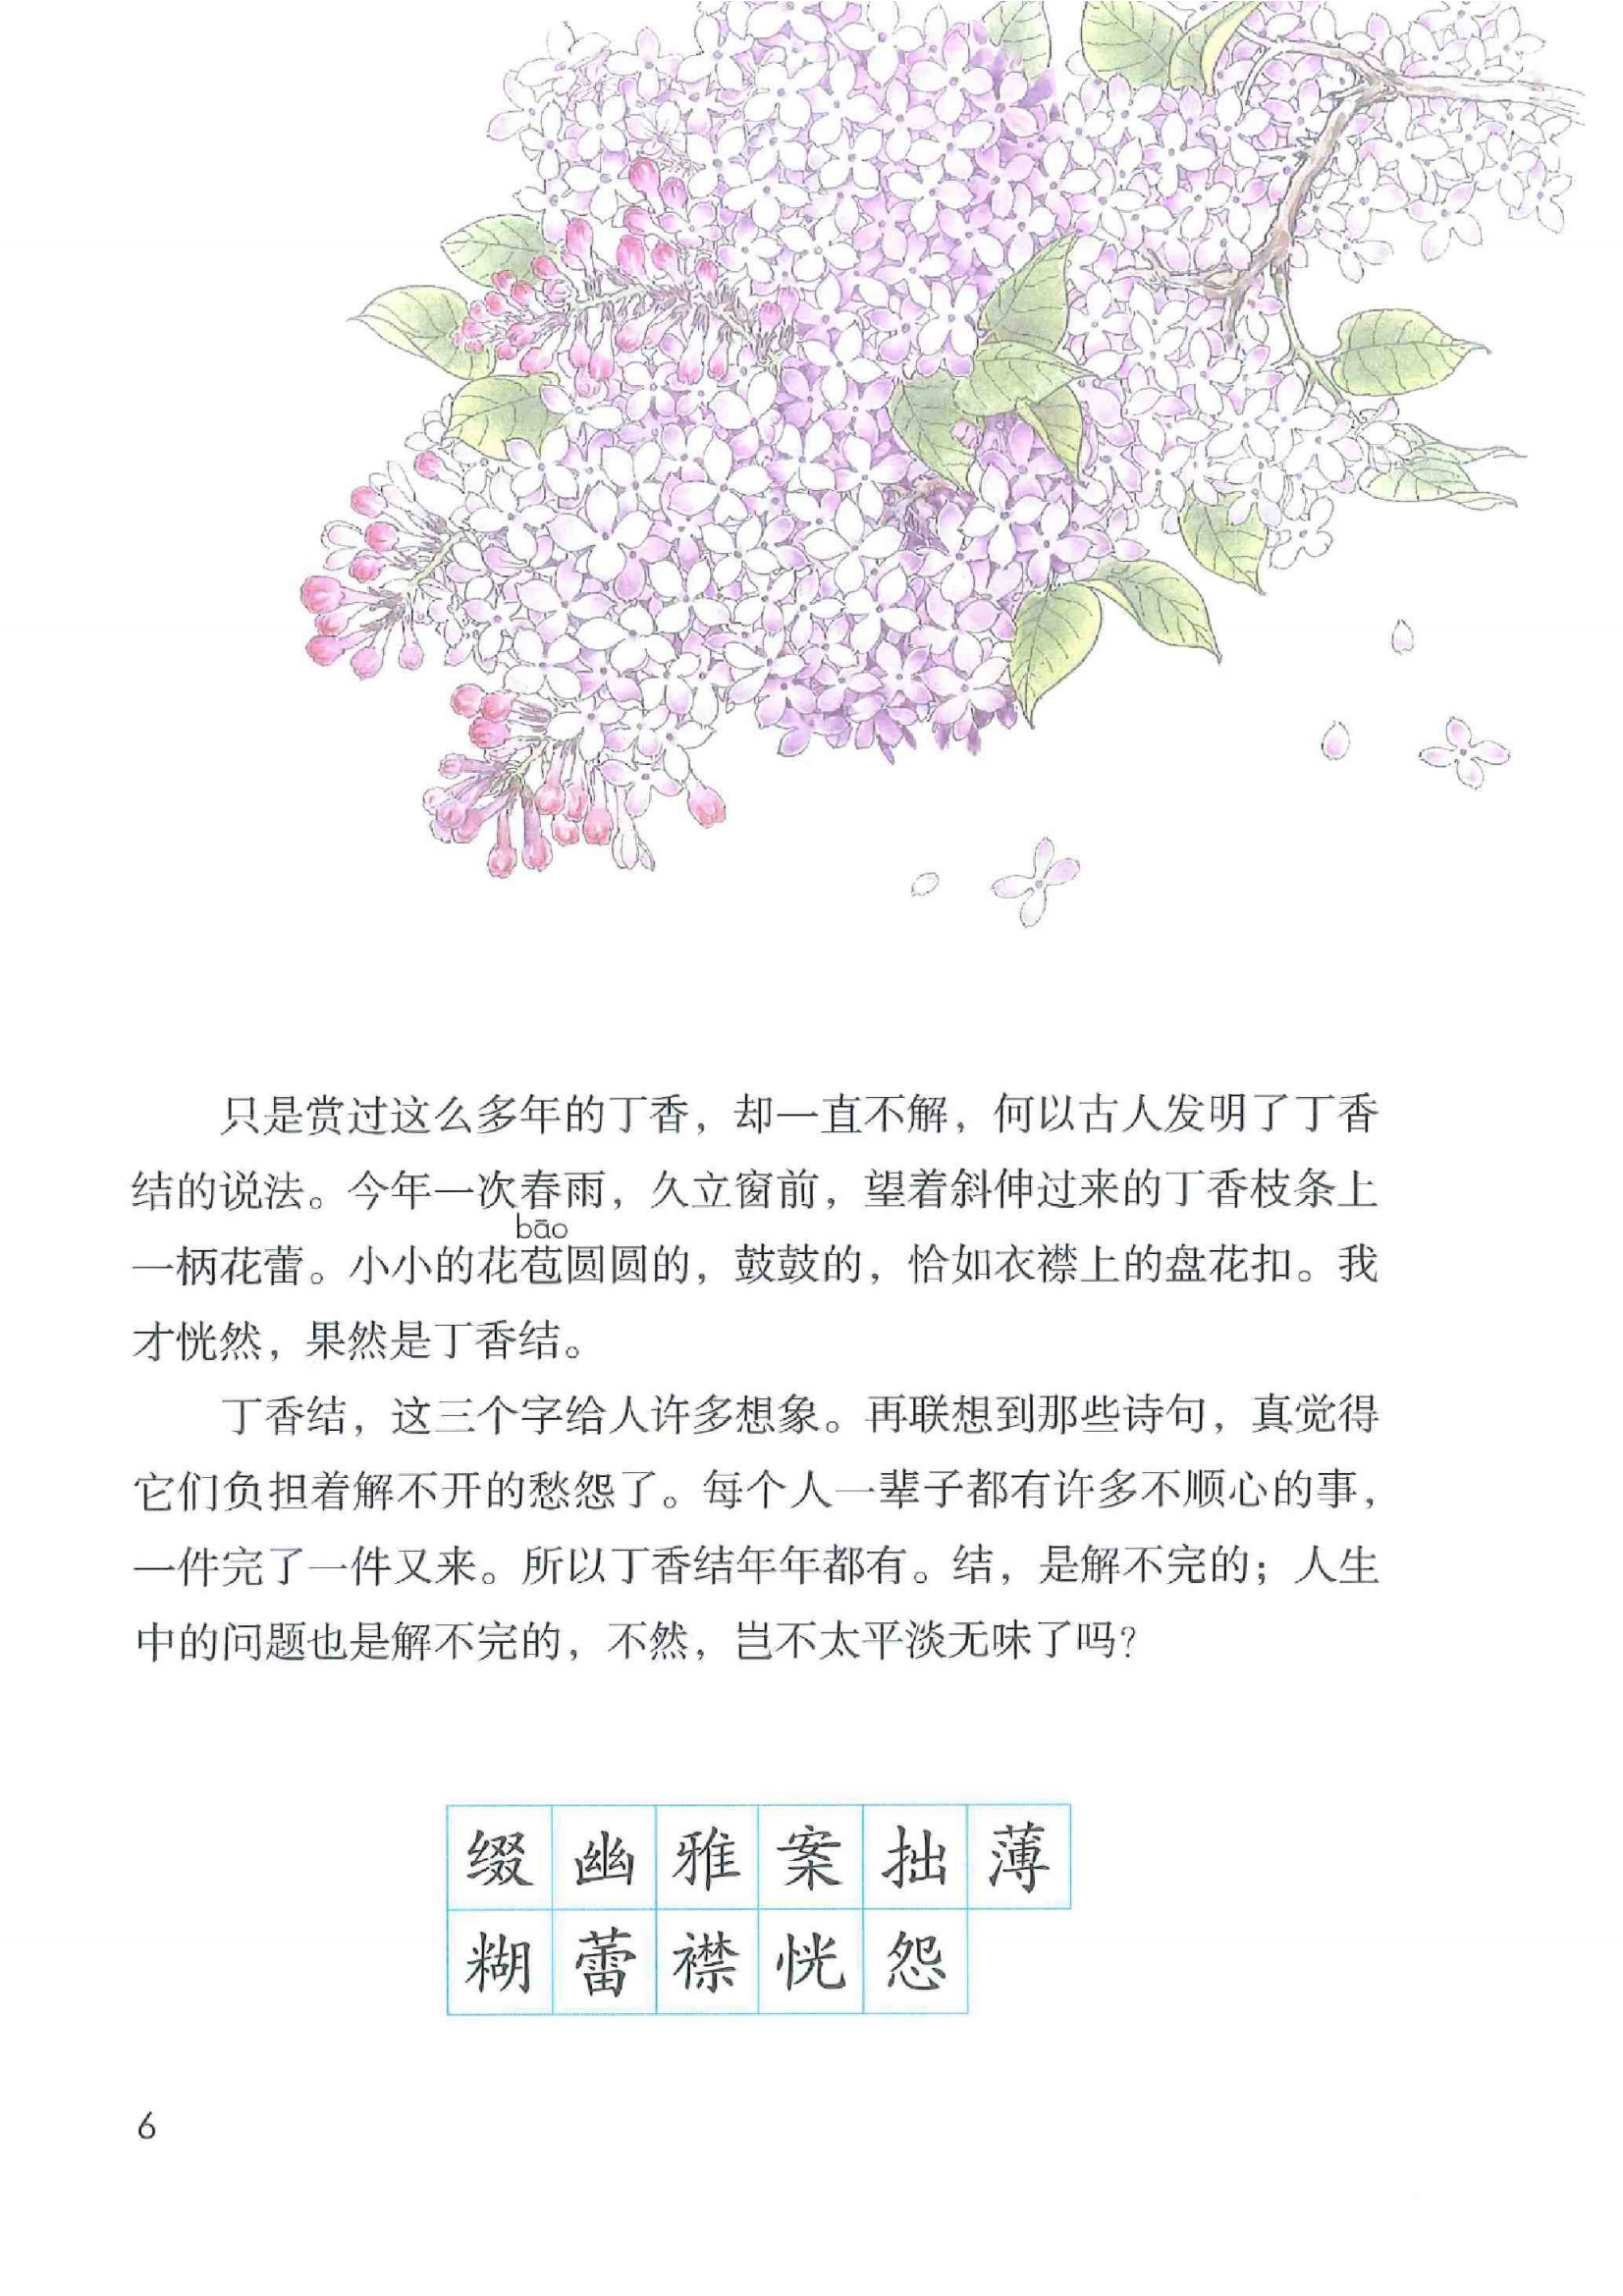 只是赏过这么多年的丁香，却一直不解，何以古人发明了丁香
结的说法。今年一次春雨，久立窗前，望着斜伸过来的丁香枝条上
bāo
一柄花蕾。小小的花苞圆圆的，鼓鼓的，恰如衣襟上的盘花扣。我
才恍然，果然是丁香结。
丁香结，这三个字给人许多想象。再联想到那些诗句，真觉得
它们负担着解不开的愁怨了。每个人一辈子都有许多不顺心的事，
一件完了一件又来。所以丁香结年年都有。结，是解不完的；人生
中的问题也是解不完的，不然，岂不太平淡无味了吗？
缀 幽 雅 案 拙 薄
糊 蕾 襟 恍 怨
6